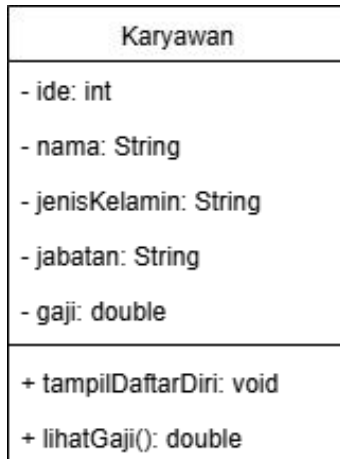 Karyawan
- ide: int
- nama: String
- jenisKelamin: String
- jabatan: String
- gaji: double
+ tampilDaftarDiri: void
+ lihatGaji(): double